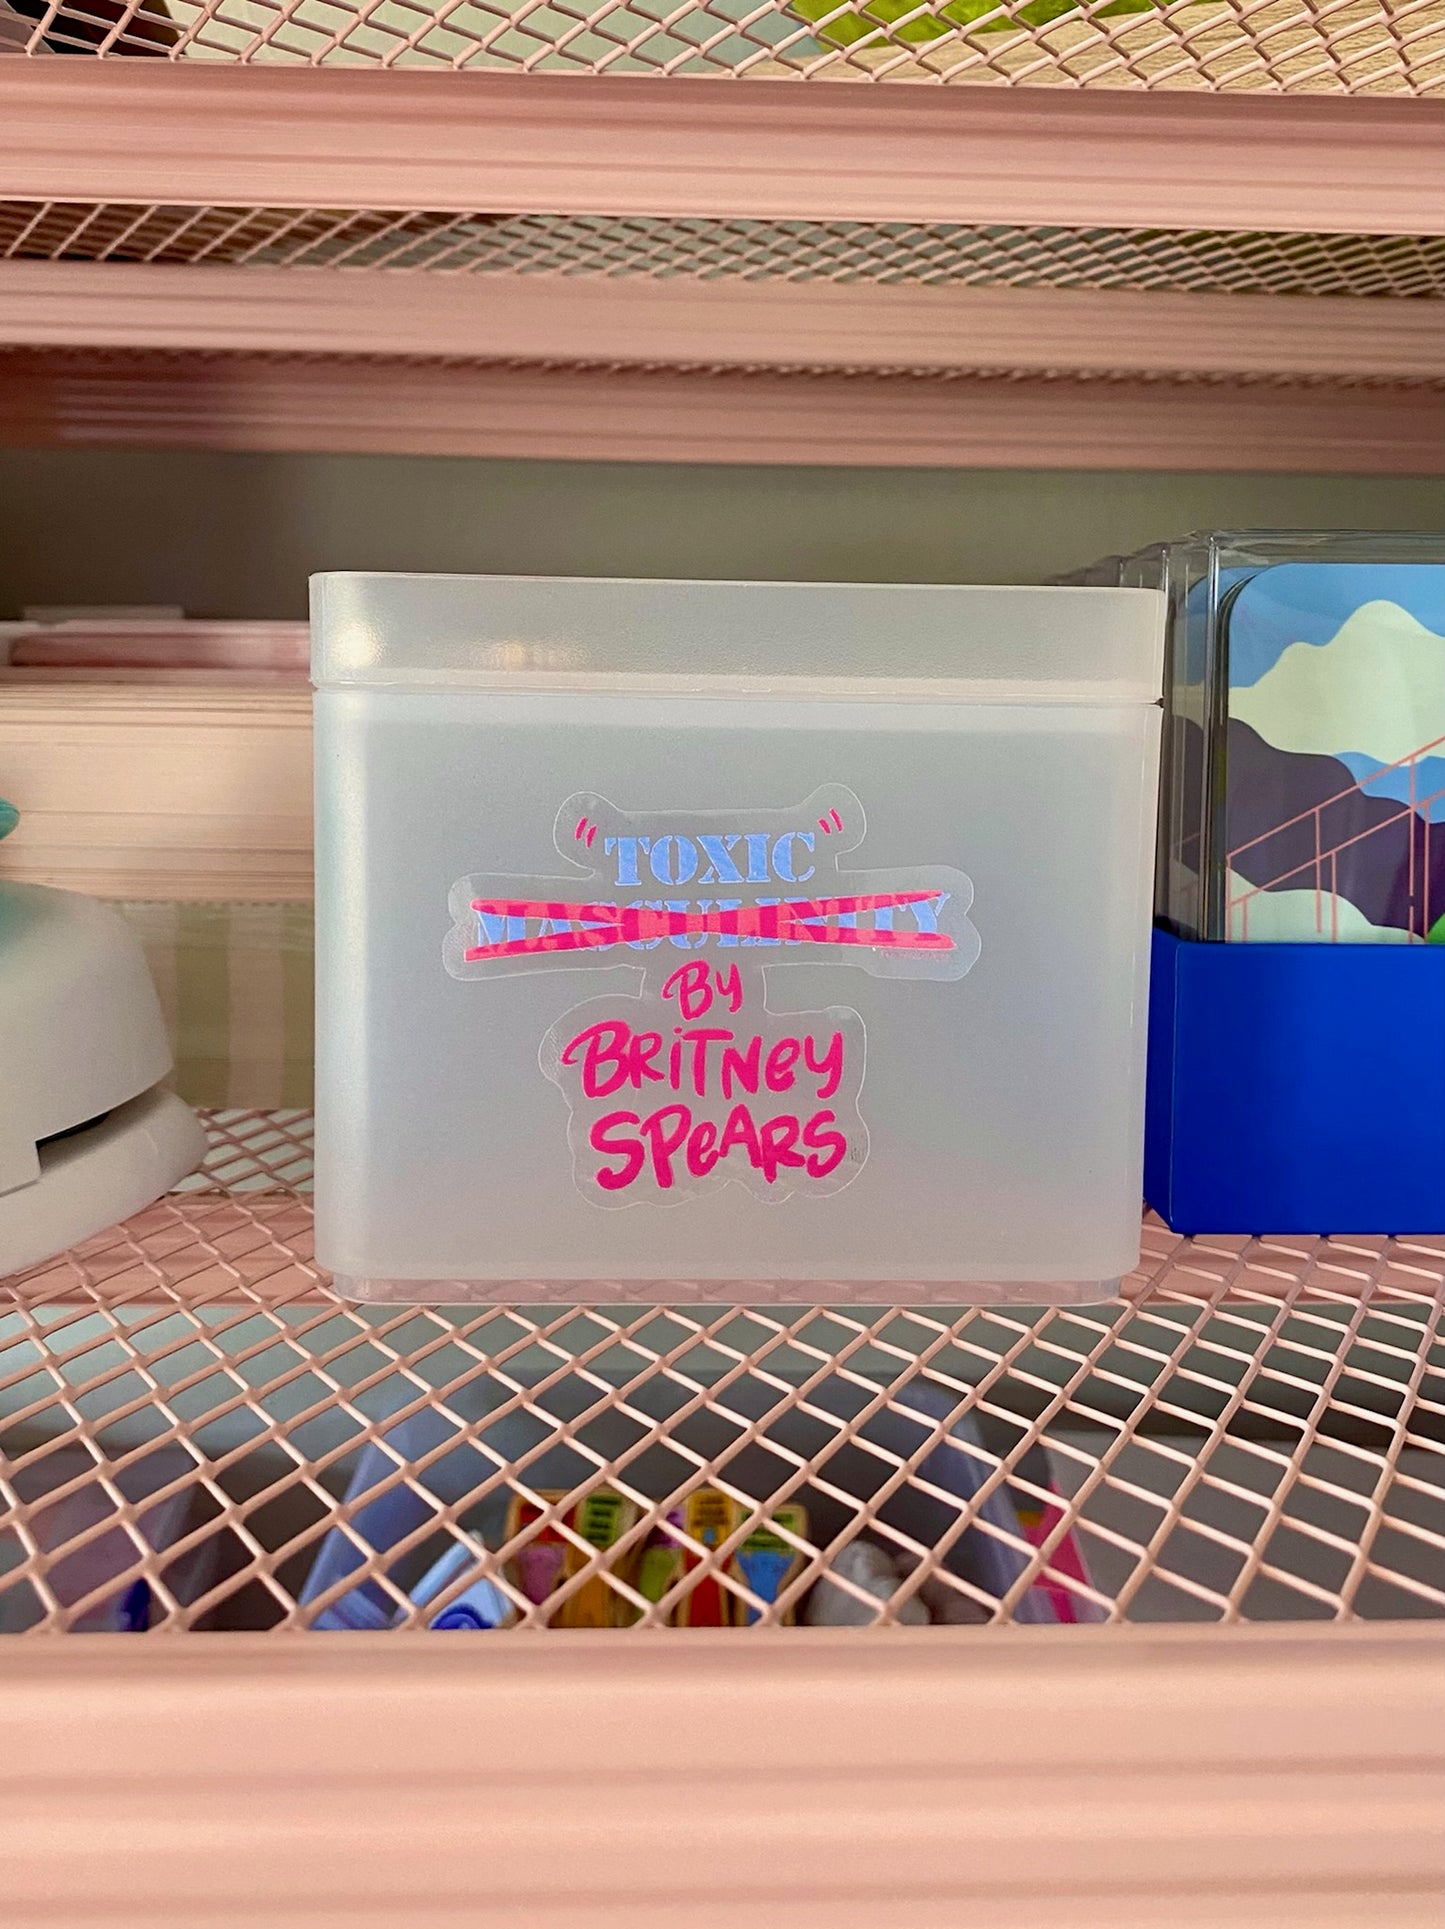 "TOXIC"
MASCULINITY
BY
BRITNEY
SPEARS